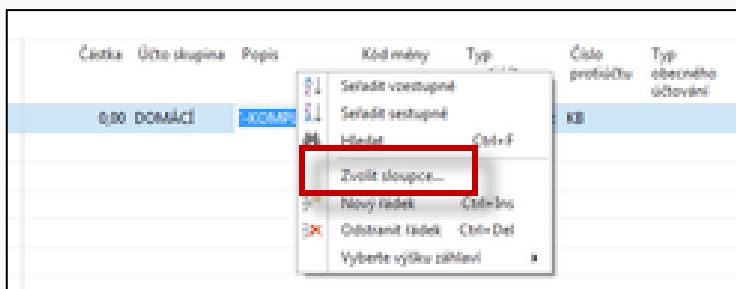 Částka Účto skupina Popis Kód měny Typ Číslo protiúčtu Typ obecného účtování
0,00 DOMÁCÍ KB
Seřadit vzestupně
Seřadit sestupně
Hledat Ctrl+F
Zvolit sloupce...
Nový řádek Ctrl+Ins
Odstranit řádek Ctrl+Del
Vyberte výšku záhlaví